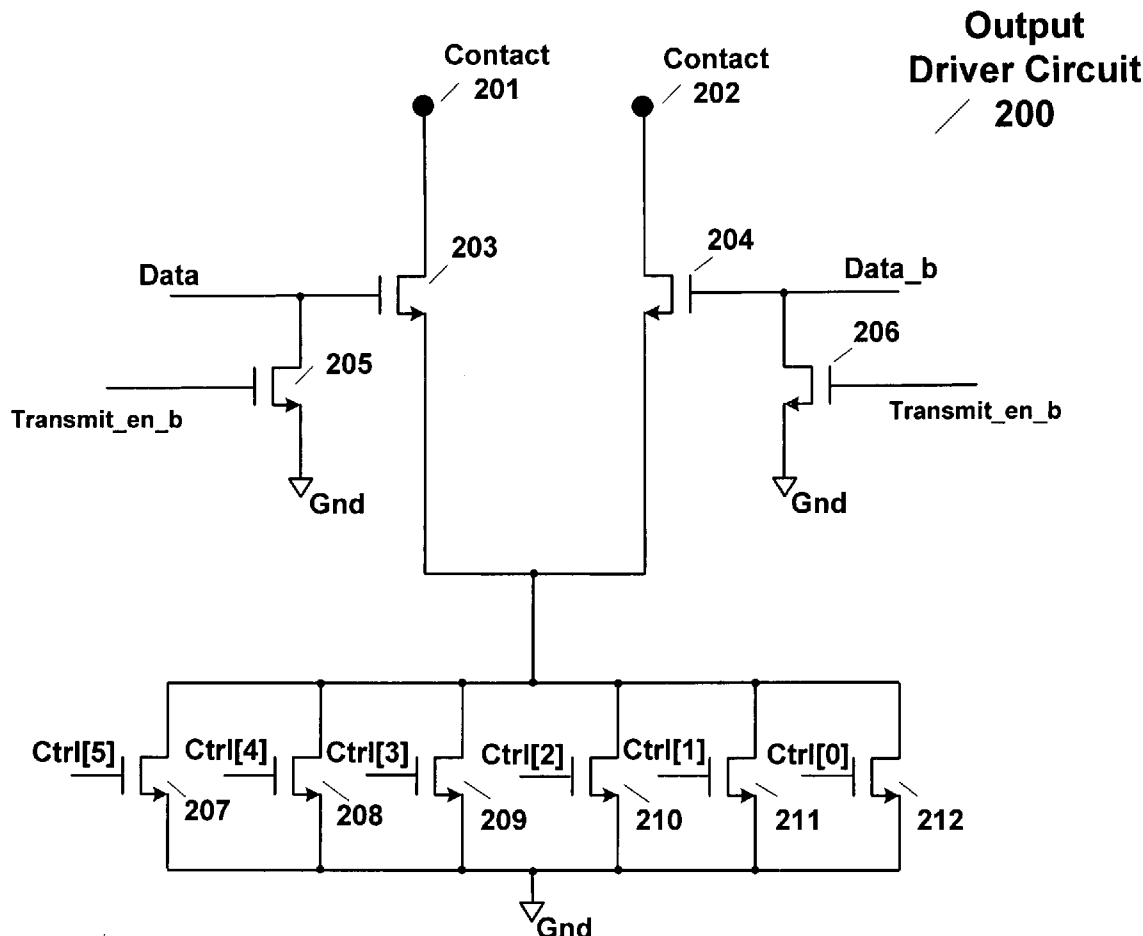 Output
Driver Circuit
200
Contact
201
Contact
202
203
204
Data
Data_b
205
206
Transmit_en_b
Transmit_en_b
Gnd
Gnd
Ctrl[5]
Ctrl[4]
Ctrl[3]
Ctrl[2]
Ctrl[1]
Ctrl[0]
207
208
209
210
211
212
Gnd